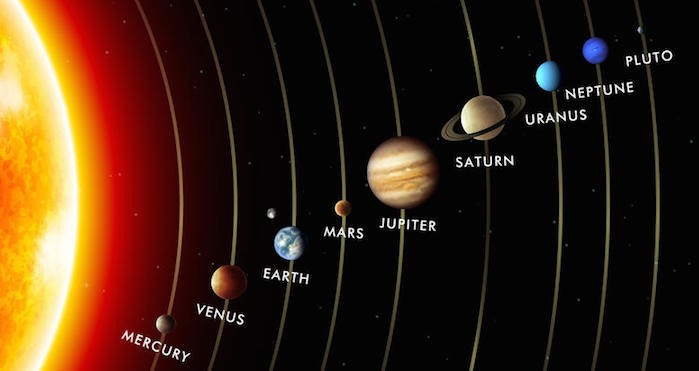 MERCURY
VENUS
EARTH
MARS
JUPITER
SATURN
URANUS
NEPTUNE
PLUTO